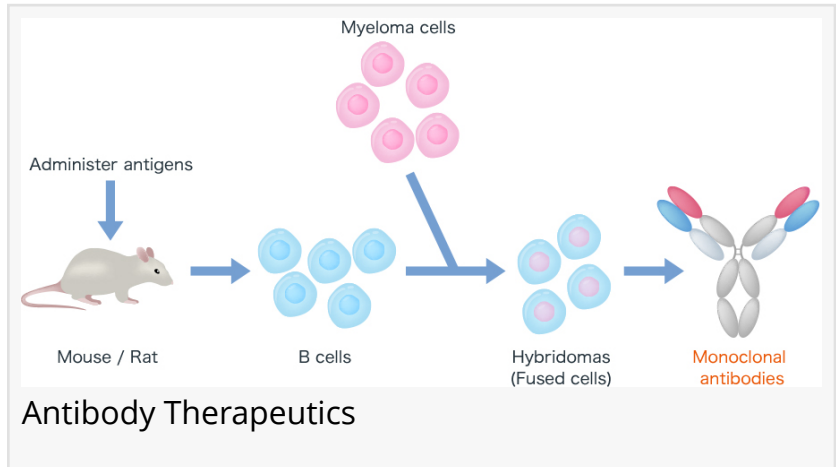 Myeloma cells
Administer antigens
Mouse / Rat
B cells
Hybridomas
(Fused cells)
Monoclonal
antibodies
Antibody Therapeutics